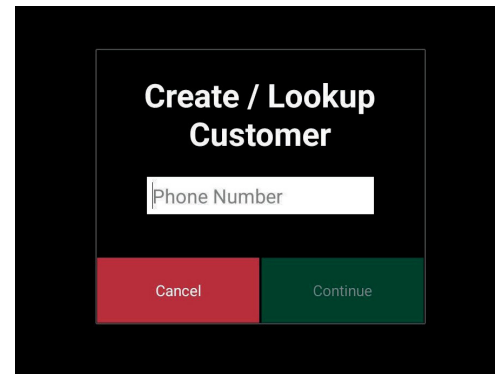 Create / Lookup
Customer
Phone Number
Cancel
Continue